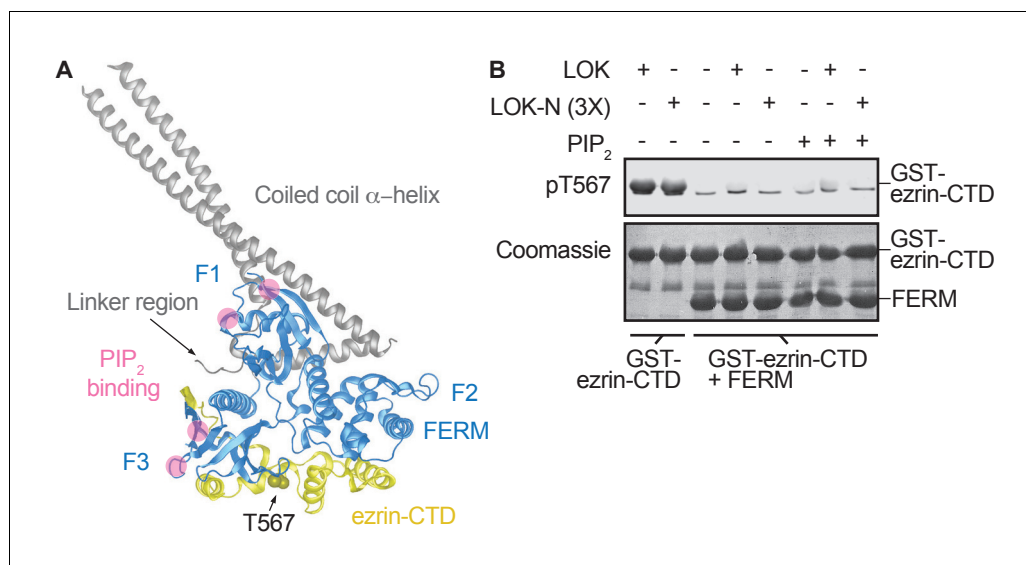 A
Coiled coil α-helix
F1
Linker region
PIP2
binding
F2
FERM
F3
T567
ezrin-CTD
B
LOK + - - + - - + -
LOK-N (3X) - + - - + - - +
PIP2 - - - - - + + +
pT567
GST-
ezrin-CTD
Coomassie
GST-
ezrin-CTD
FERM
GST-
ezrin-CTD
GST-ezrin-CTD
+ FERM